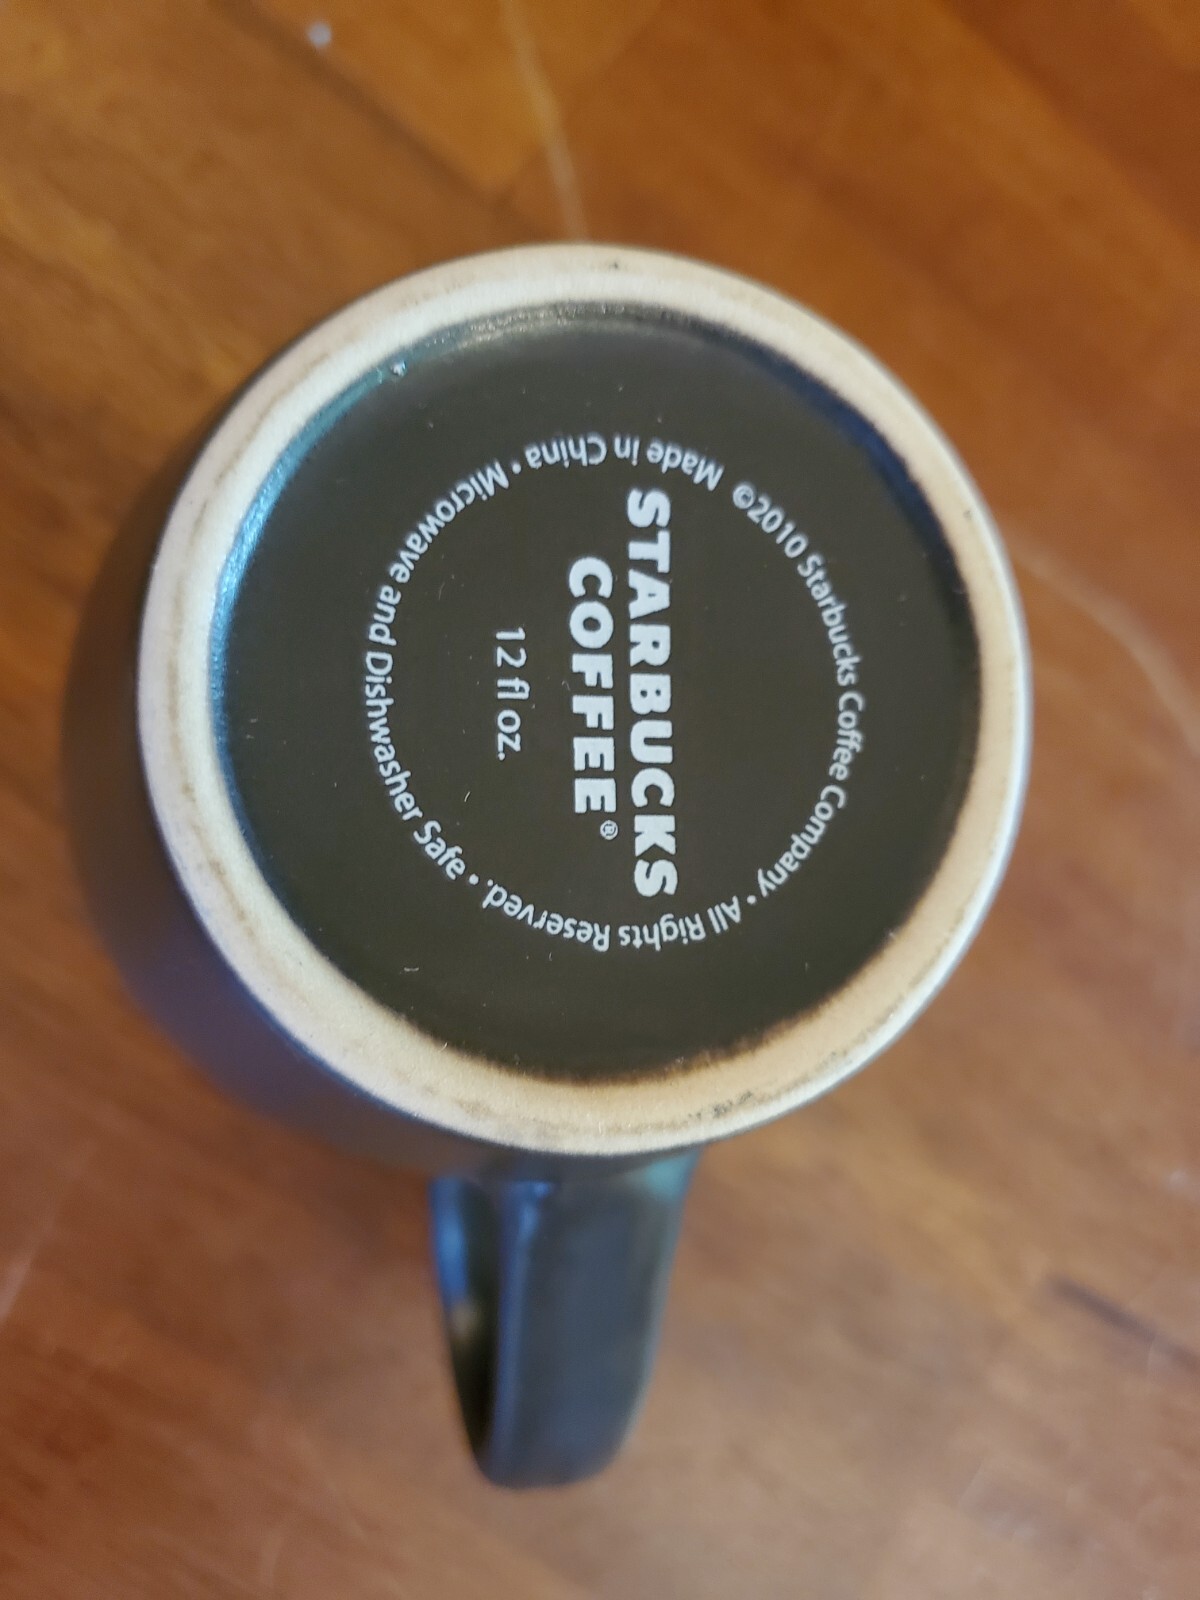 ©2010 Starbucks Coffee Company • All Rights Reserved. • Microwave and Dishwasher Safe • Made in China
STARBUCKS
COFFEE®
12 fl oz.